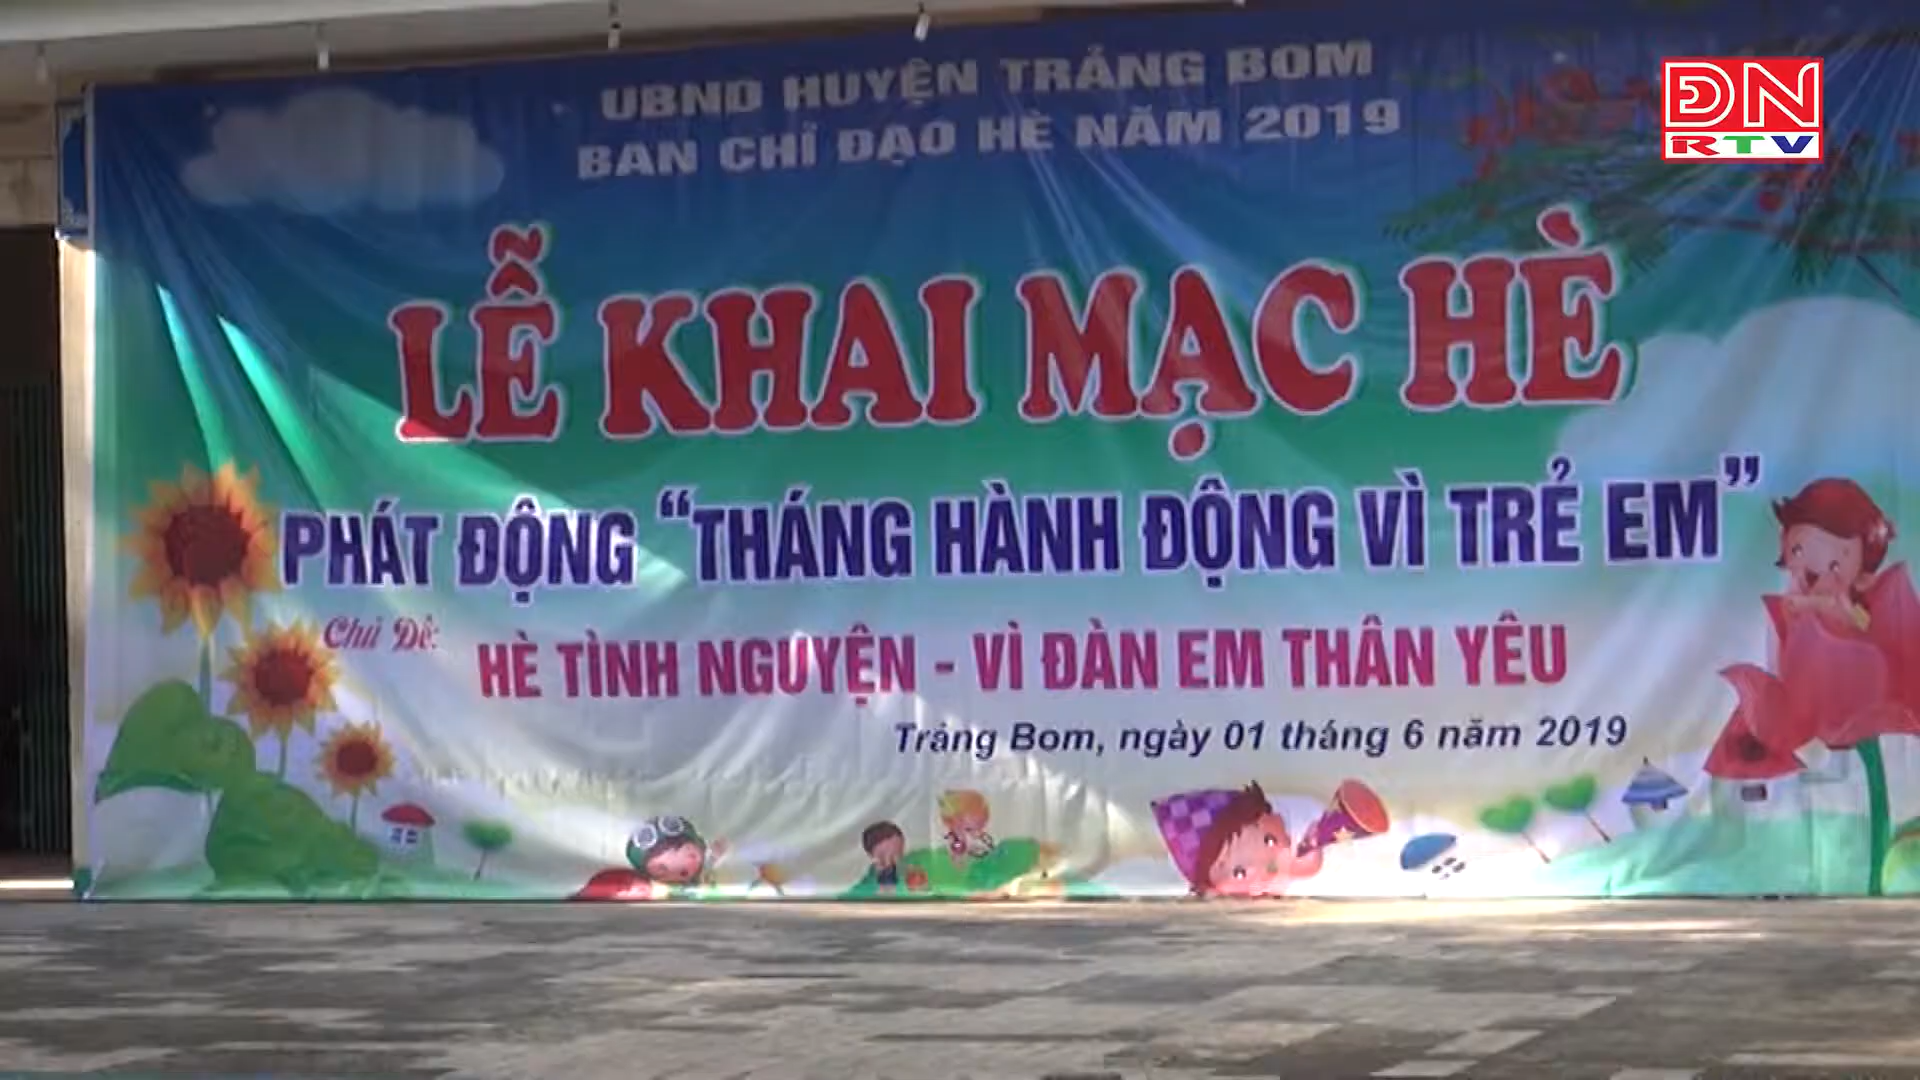 UBND HUYỆN TRẢNG BOM
BAN CHỈ ĐẠO HÈ NĂM 2019
ĐN
RTV
LỄ KHAI MẠC HÈ
PHÁT ĐỘNG “THÁNG HÀNH ĐỘNG VÌ TRẺ EM”
Chủ Đề:
HÈ TÌNH NGUYỆN - VÌ ĐÀN EM THÂN YÊU
Trảng Bom, ngày 01 tháng 6 năm 2019